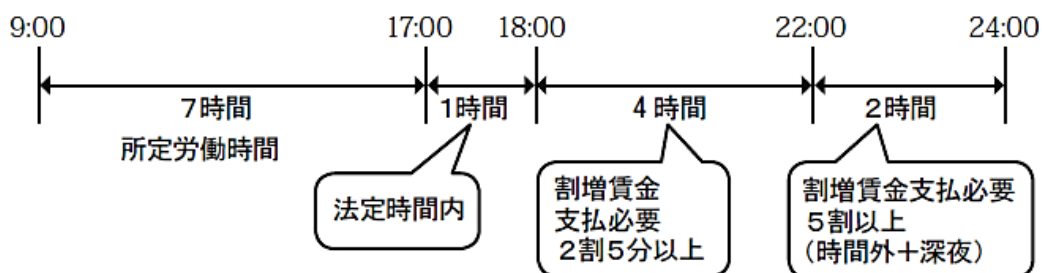 9:00 17:00 18:00 22:00 24:00
7時間 1時間 4時間 2時間
所定労働時間
法定時間内
割増賃金
支払必要
2割5分以上
割増賃金支払必要
5割以上
(時間外+深夜)